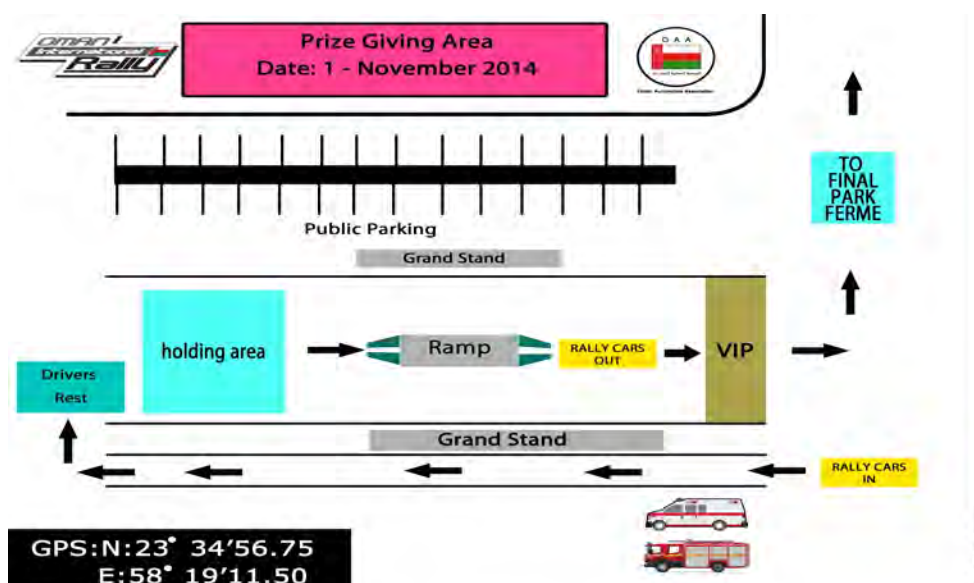 OMAN
International
Rally
Prize Giving Area
Date: 1 - November 2014
O A A
TO
FINAL
PARK
FERME
Public Parking
Grand Stand
holding area
Ramp
RALLY CARS
OUT
VIP
Drivers
Rest
Grand Stand
RALLY CARS
IN
GPS:N:23° 34’56.75
E:58° 19’11.50